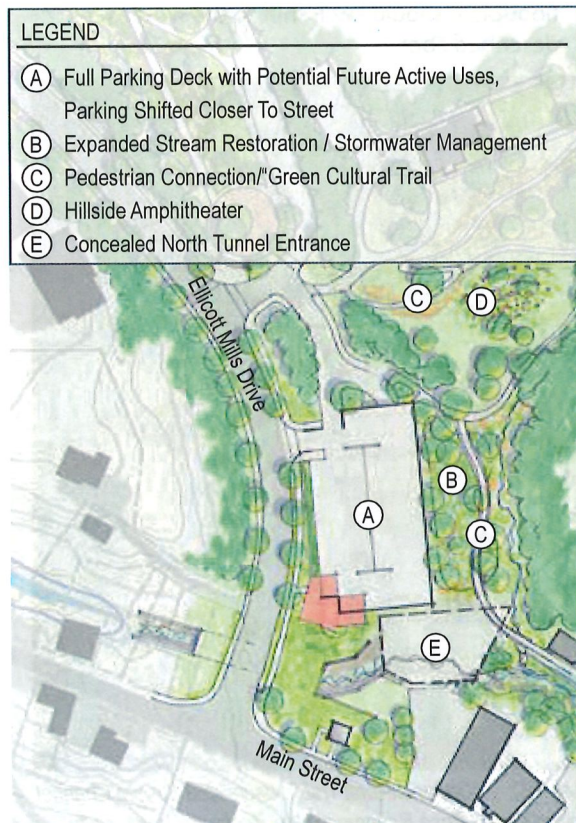 LEGEND
A Full Parking Deck with Potential Future Active Uses,
Parking Shifted Closer To Street
B Expanded Stream Restoration / Stormwater Management
C Pedestrian Connection/"Green Cultural Trail
D Hillside Amphitheater
E Concealed North Tunnel Entrance
C
D
Ellicott Mills Drive
B
A
C
E
Main Street